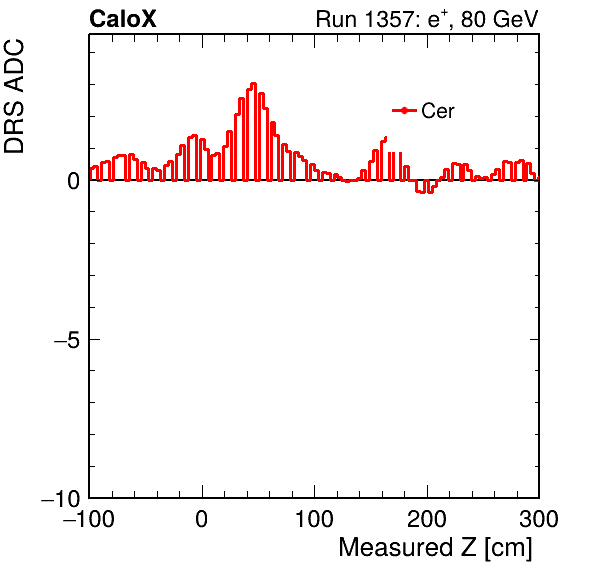 CaloX Run 1357: e⁺, 80 GeV
DRS ADC
Cer
0
−5
−10
−100 0 100 200 300
Measured Z [cm]